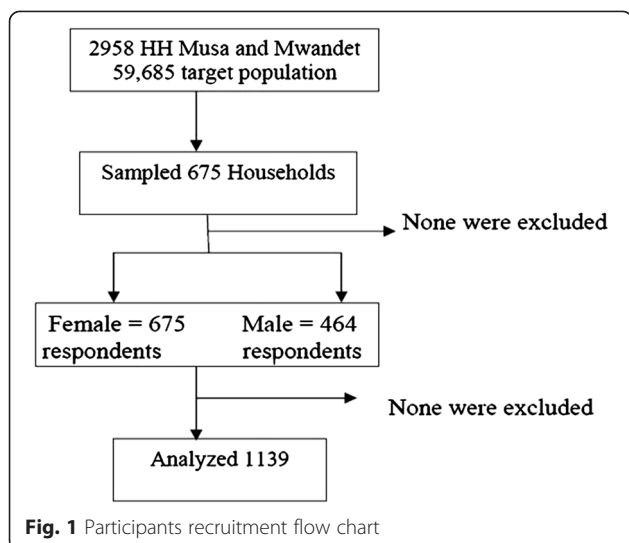 2958 HH Musa and Mwandet
59,685 target population
Sampled 675 Households
None were excluded
Female = 675 Male = 464
respondents respondents
None were excluded
Analyzed 1139
Fig. 1 Participants recruitment flow chart